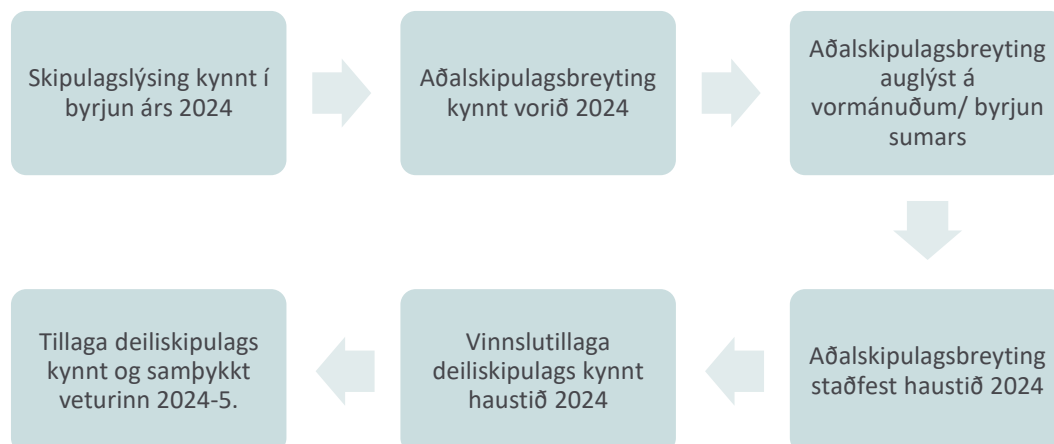 Skipulagslýsing kynnt í
byrjun árs 2024
Aðalskipulagsbreyting
kynnt vorið 2024
Aðalskipulagsbreyting
auglýst á
vormánuðum/ byrjun
sumars
Aðalskipulagsbreyting
staðfest haustið 2024
Vinnslutillaga
deiliskipulags kynnt
haustið 2024
Tillaga deiliskipulags
kynnt og samþykkt
veturinn 2024-5.